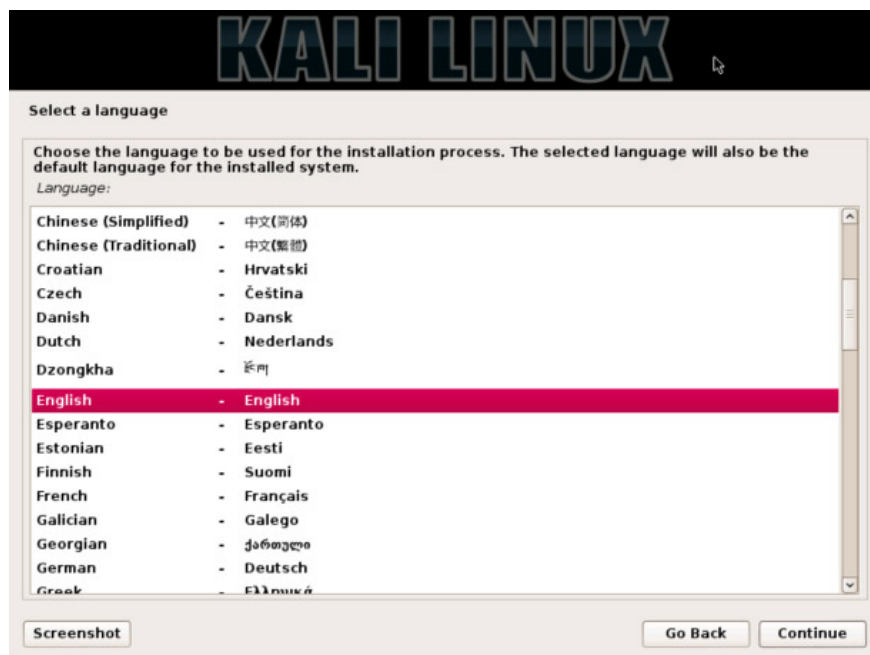 KALI LINUX
Select a language
Choose the language to be used for the installation process. The selected language will also be the
default language for the installed system.
Language:
Chinese (Simplified) - 中文(简体)
Chinese (Traditional) - 中文(繁體)
Croatian - Hrvatski
Czech - Čeština
Danish - Dansk
Dutch - Nederlands
Dzongkha - རྫོང་ཁ།
English - English
Esperanto - Esperanto
Estonian - Eesti
Finnish - Suomi
French - Français
Galician - Galego
Georgian - ქართული
German - Deutsch
Greek - Ελληνικά
Screenshot Go Back Continue